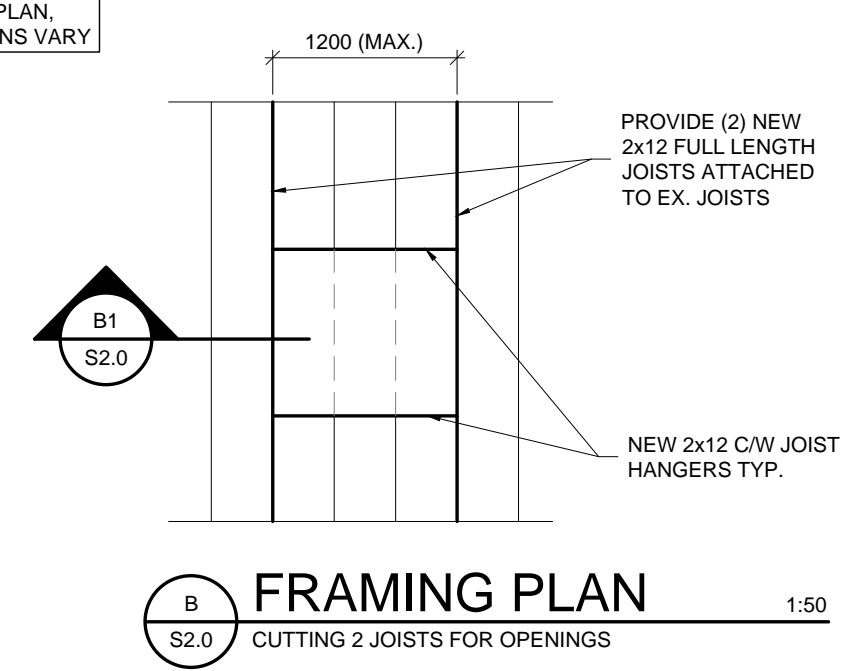 PLAN,
NS VARY
1200 (MAX.)
PROVIDE (2) NEW
2x12 FULL LENGTH
JOISTS ATTACHED
TO EX. JOISTS
B1
S2.0
NEW 2x12 C/W JOIST
HANGERS TYP.
B
S2.0
FRAMING PLAN
1:50
CUTTING 2 JOISTS FOR OPENINGS